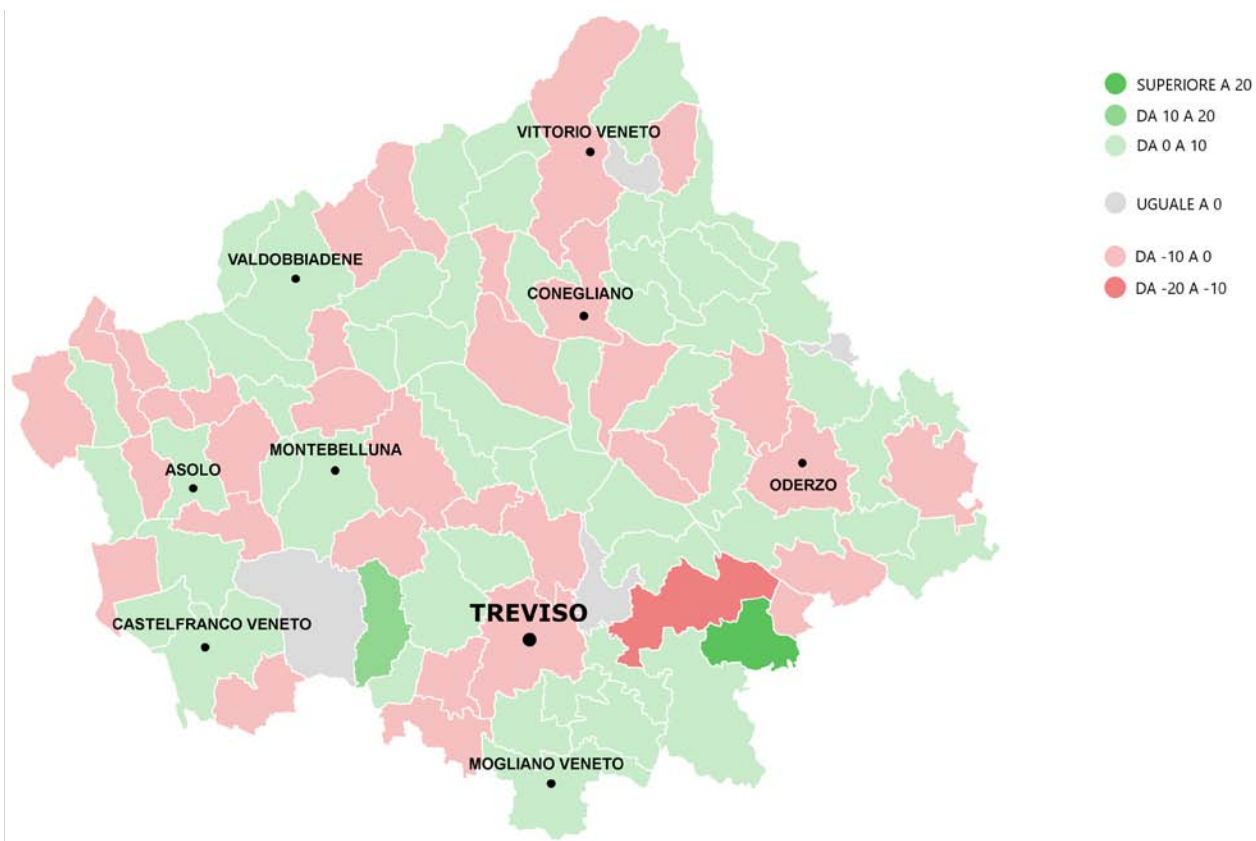 VITTORIO VENETO
VALDOBBIADENE
CONEGLIANO
MONTEBELLUNA
ASOLO
ODERZO
TREVISO
CASTELFRANCO VENETO
MOGLIANO VENETO
SUPERIORE A 20
DA 10 A 20
DA 0 A 10
UGUALE A 0
DA -10 A 0
DA -20 A -10